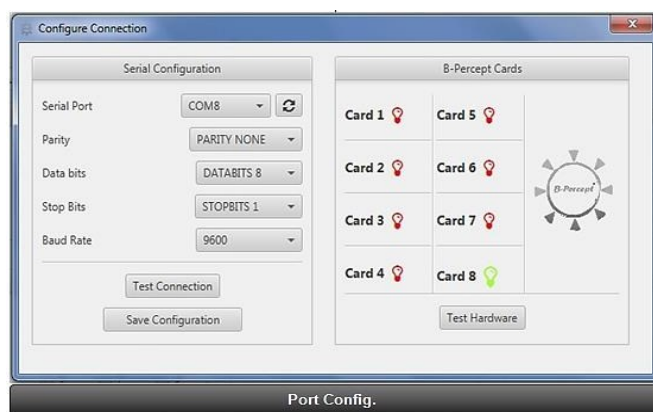 Configure Connection
Serial Configuration
Serial Port COM8
Parity PARITY NONE
Data bits DATABITS 8
Stop Bits STOPBITS 1
Baud Rate 9600
Test Connection
Save Configuration
B-Percept Cards
Card 1 Card 5
Card 2 Card 6
Card 3 Card 7
Card 4 Card 8
B-Percept
Test Hardware
Port Config.